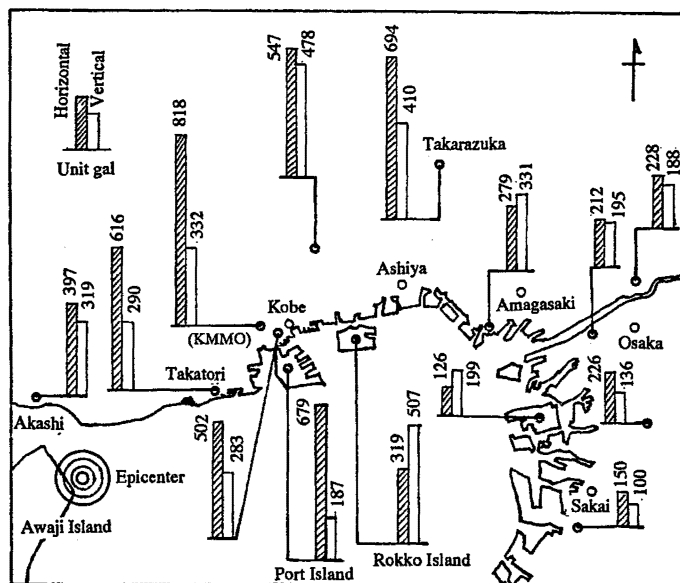 547
478
694
410
Horizontal
Vertical
Unit gal
818
332
Takarazuka
279
331
212
195
228
188
616
290
397
319
Ashiya
Kobe
(KMMO)
Amagasaki
Osaka
Takatori
Akashi
126
199
226
136
502
283
679
187
319
507
Epicenter
Awaji Island
150
100
Sakai
Port Island
Rokko Island